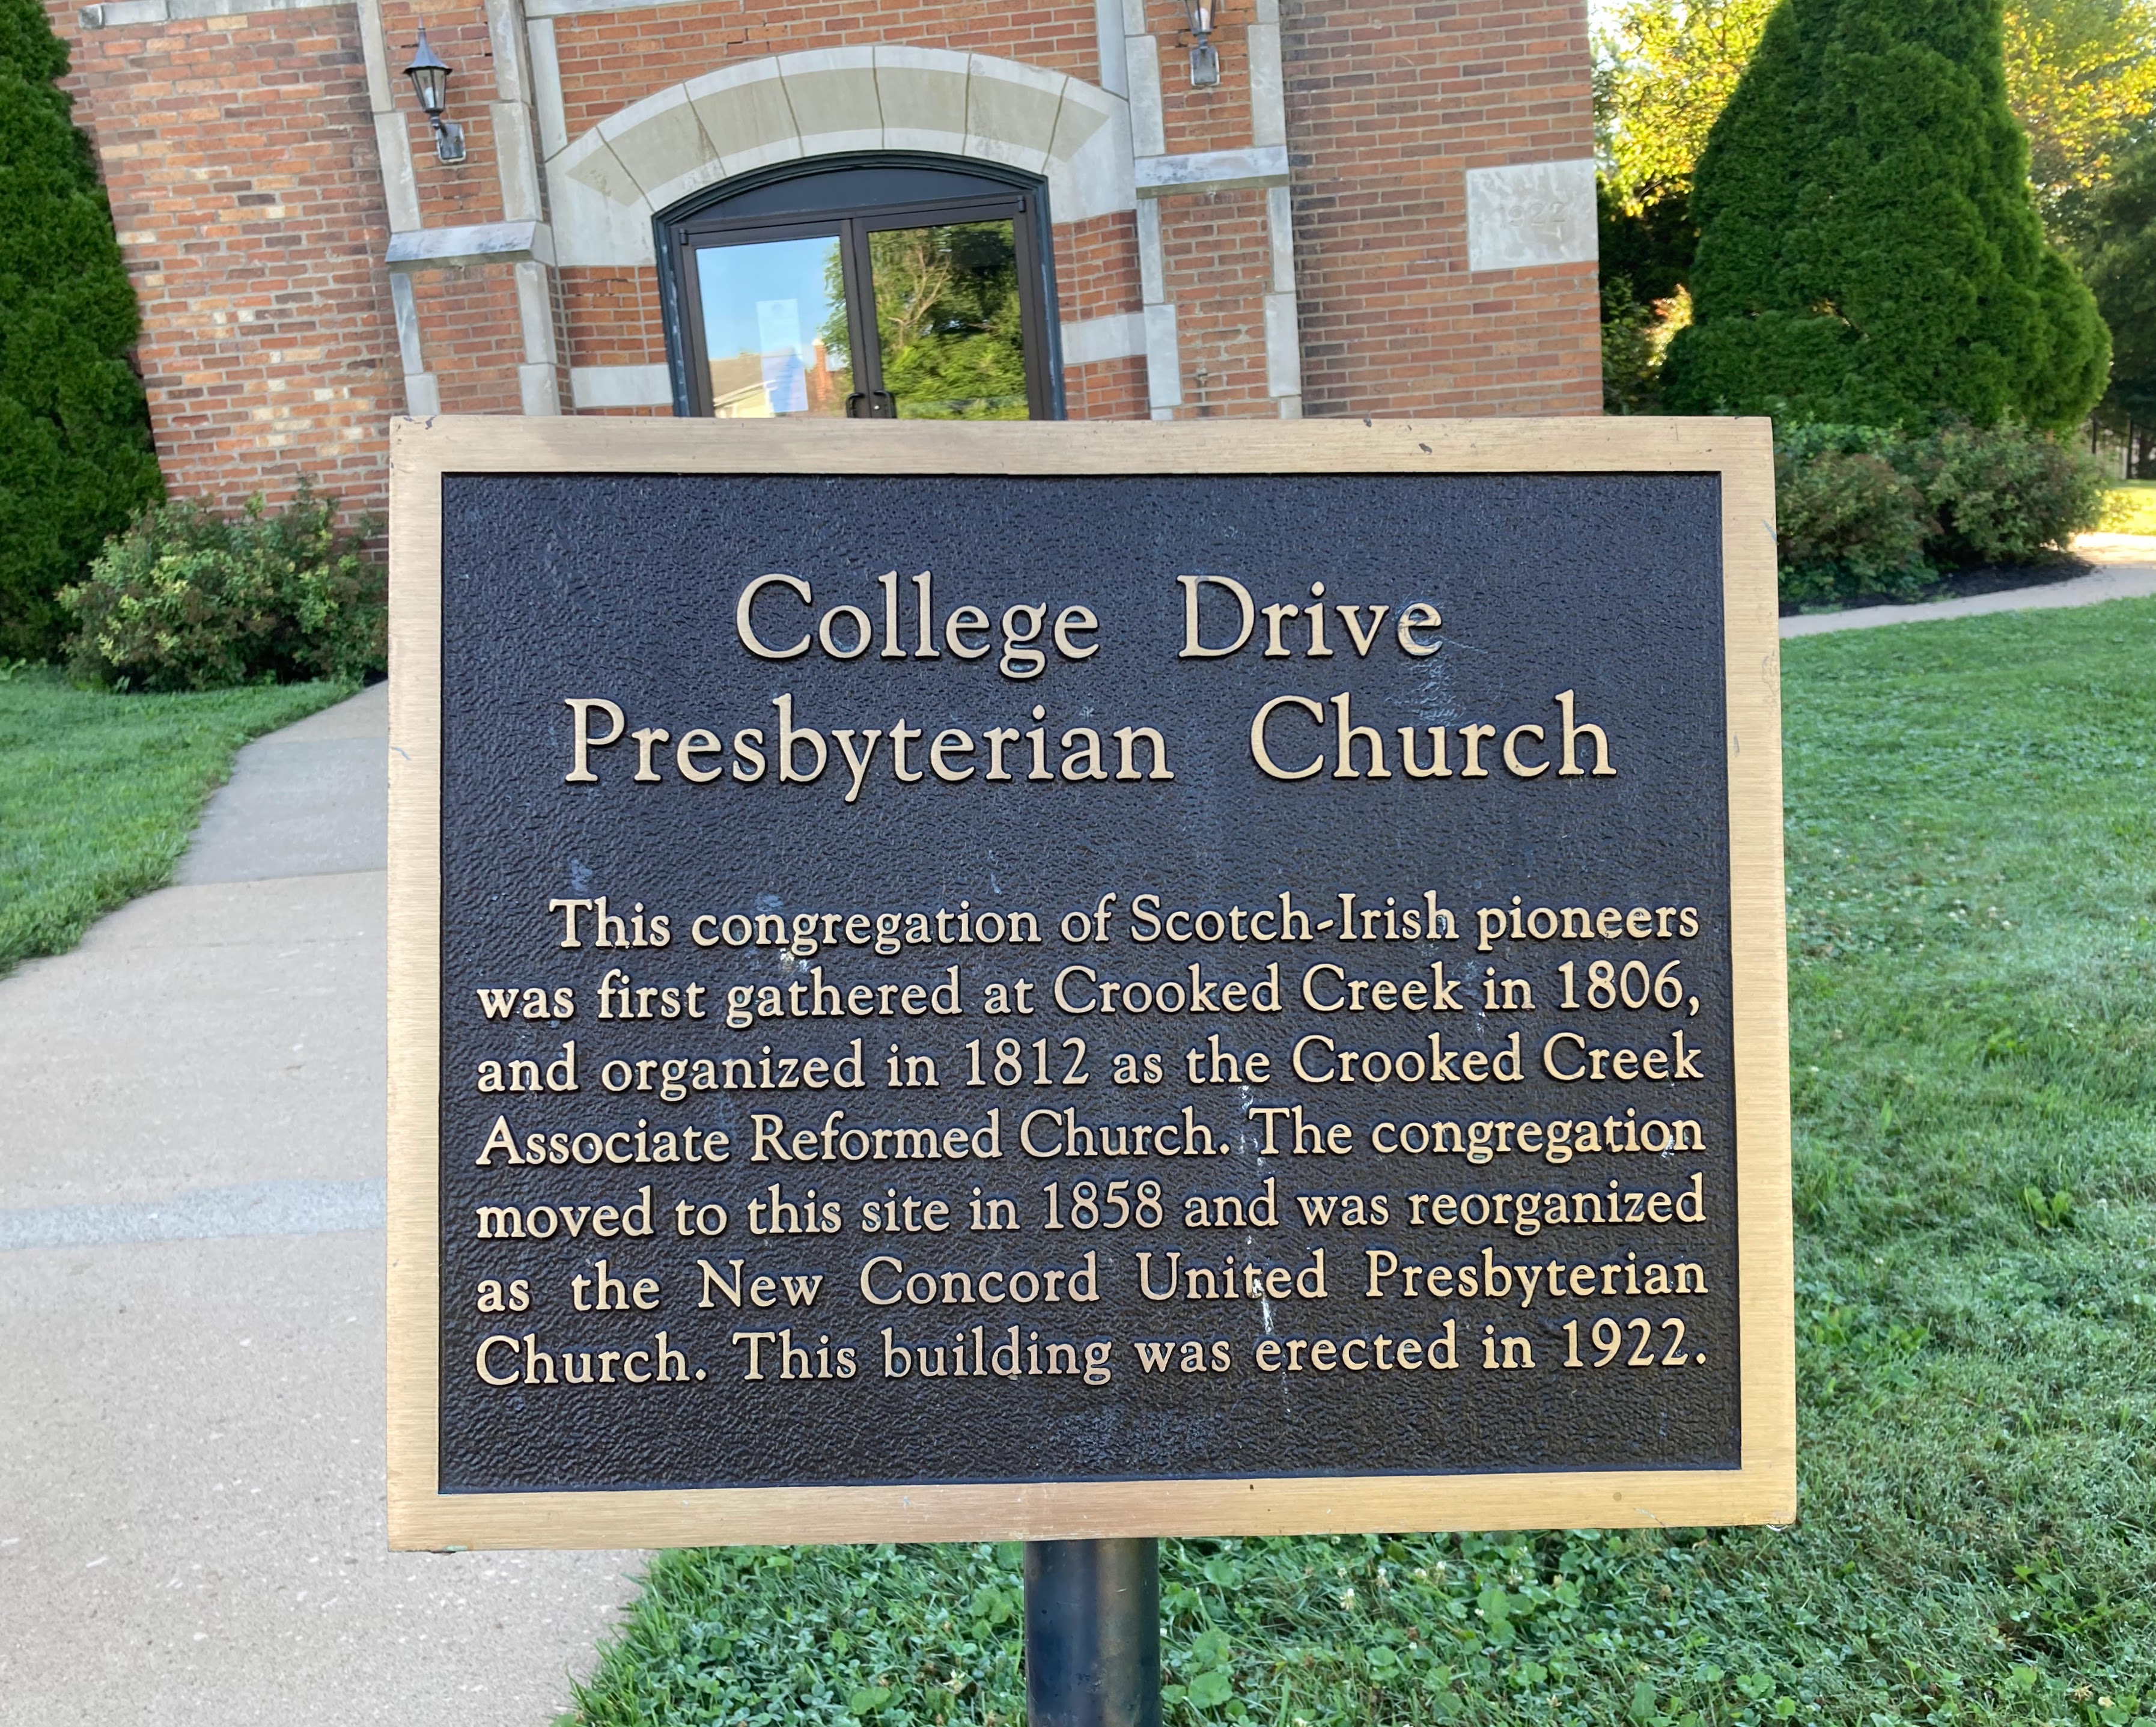 College Drive
Presbyterian Church
This congregation of Scotch-Irish pioneers
was first gathered at Crooked Creek in 1806,
and organized in 1812 as the Crooked Creek
Associate Reformed Church. The congregation
moved to this site in 1858 and was reorganized
as the New Concord United Presbyterian
Church. This building was erected in 1922.
1922